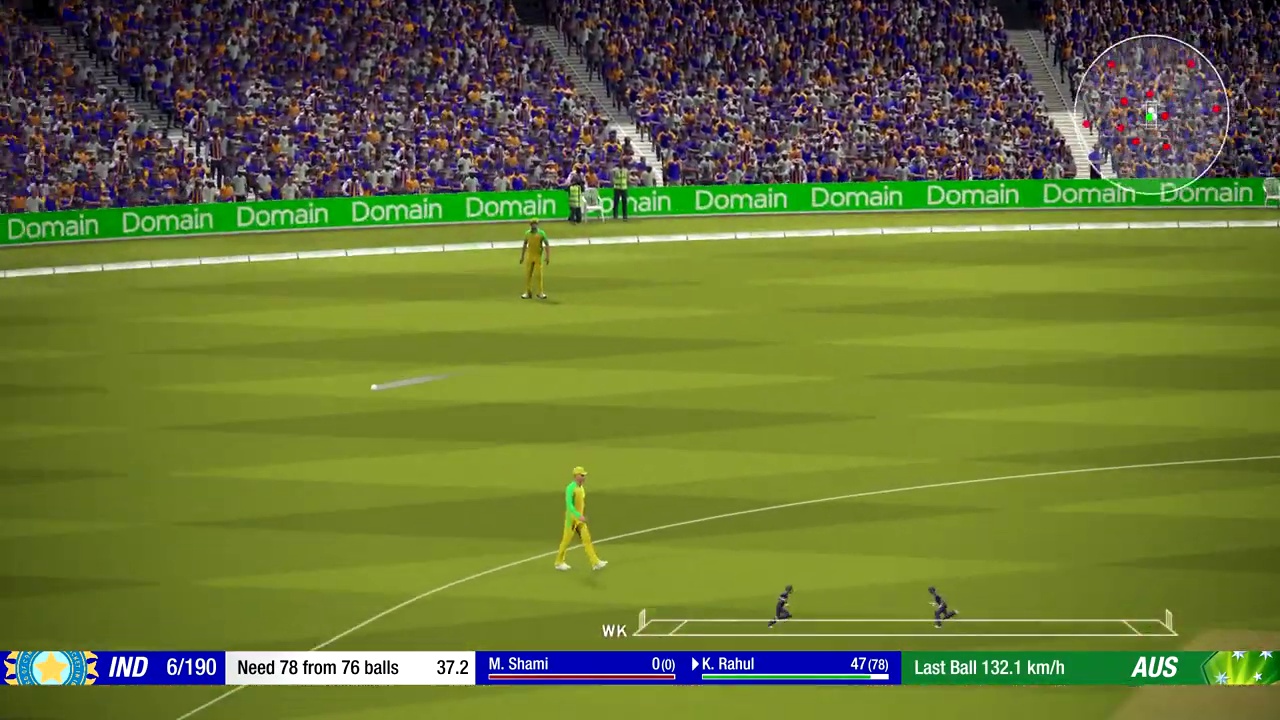 Domain Domain Domain Domain Domain main Domain Domain Domain Domain Domain
WK
IND 6/190 Need 78 from 76 balls 37.2 M. Shami 0(0) K. Rahul 47(78) Last Ball 132.1 km/h AUS